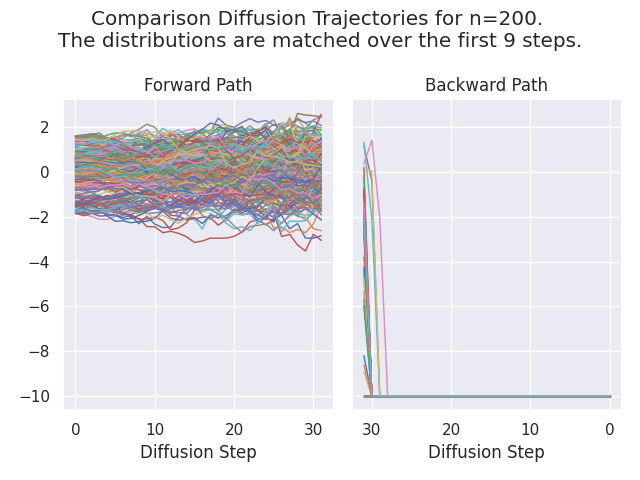 Comparison Diffusion Trajectories for n=200.
The distributions are matched over the first 9 steps.
Forward Path
Backward Path
2
0
−2
−4
−6
−8
−10
0 10 20 30
30 20 10 0
Diffusion Step
Diffusion Step